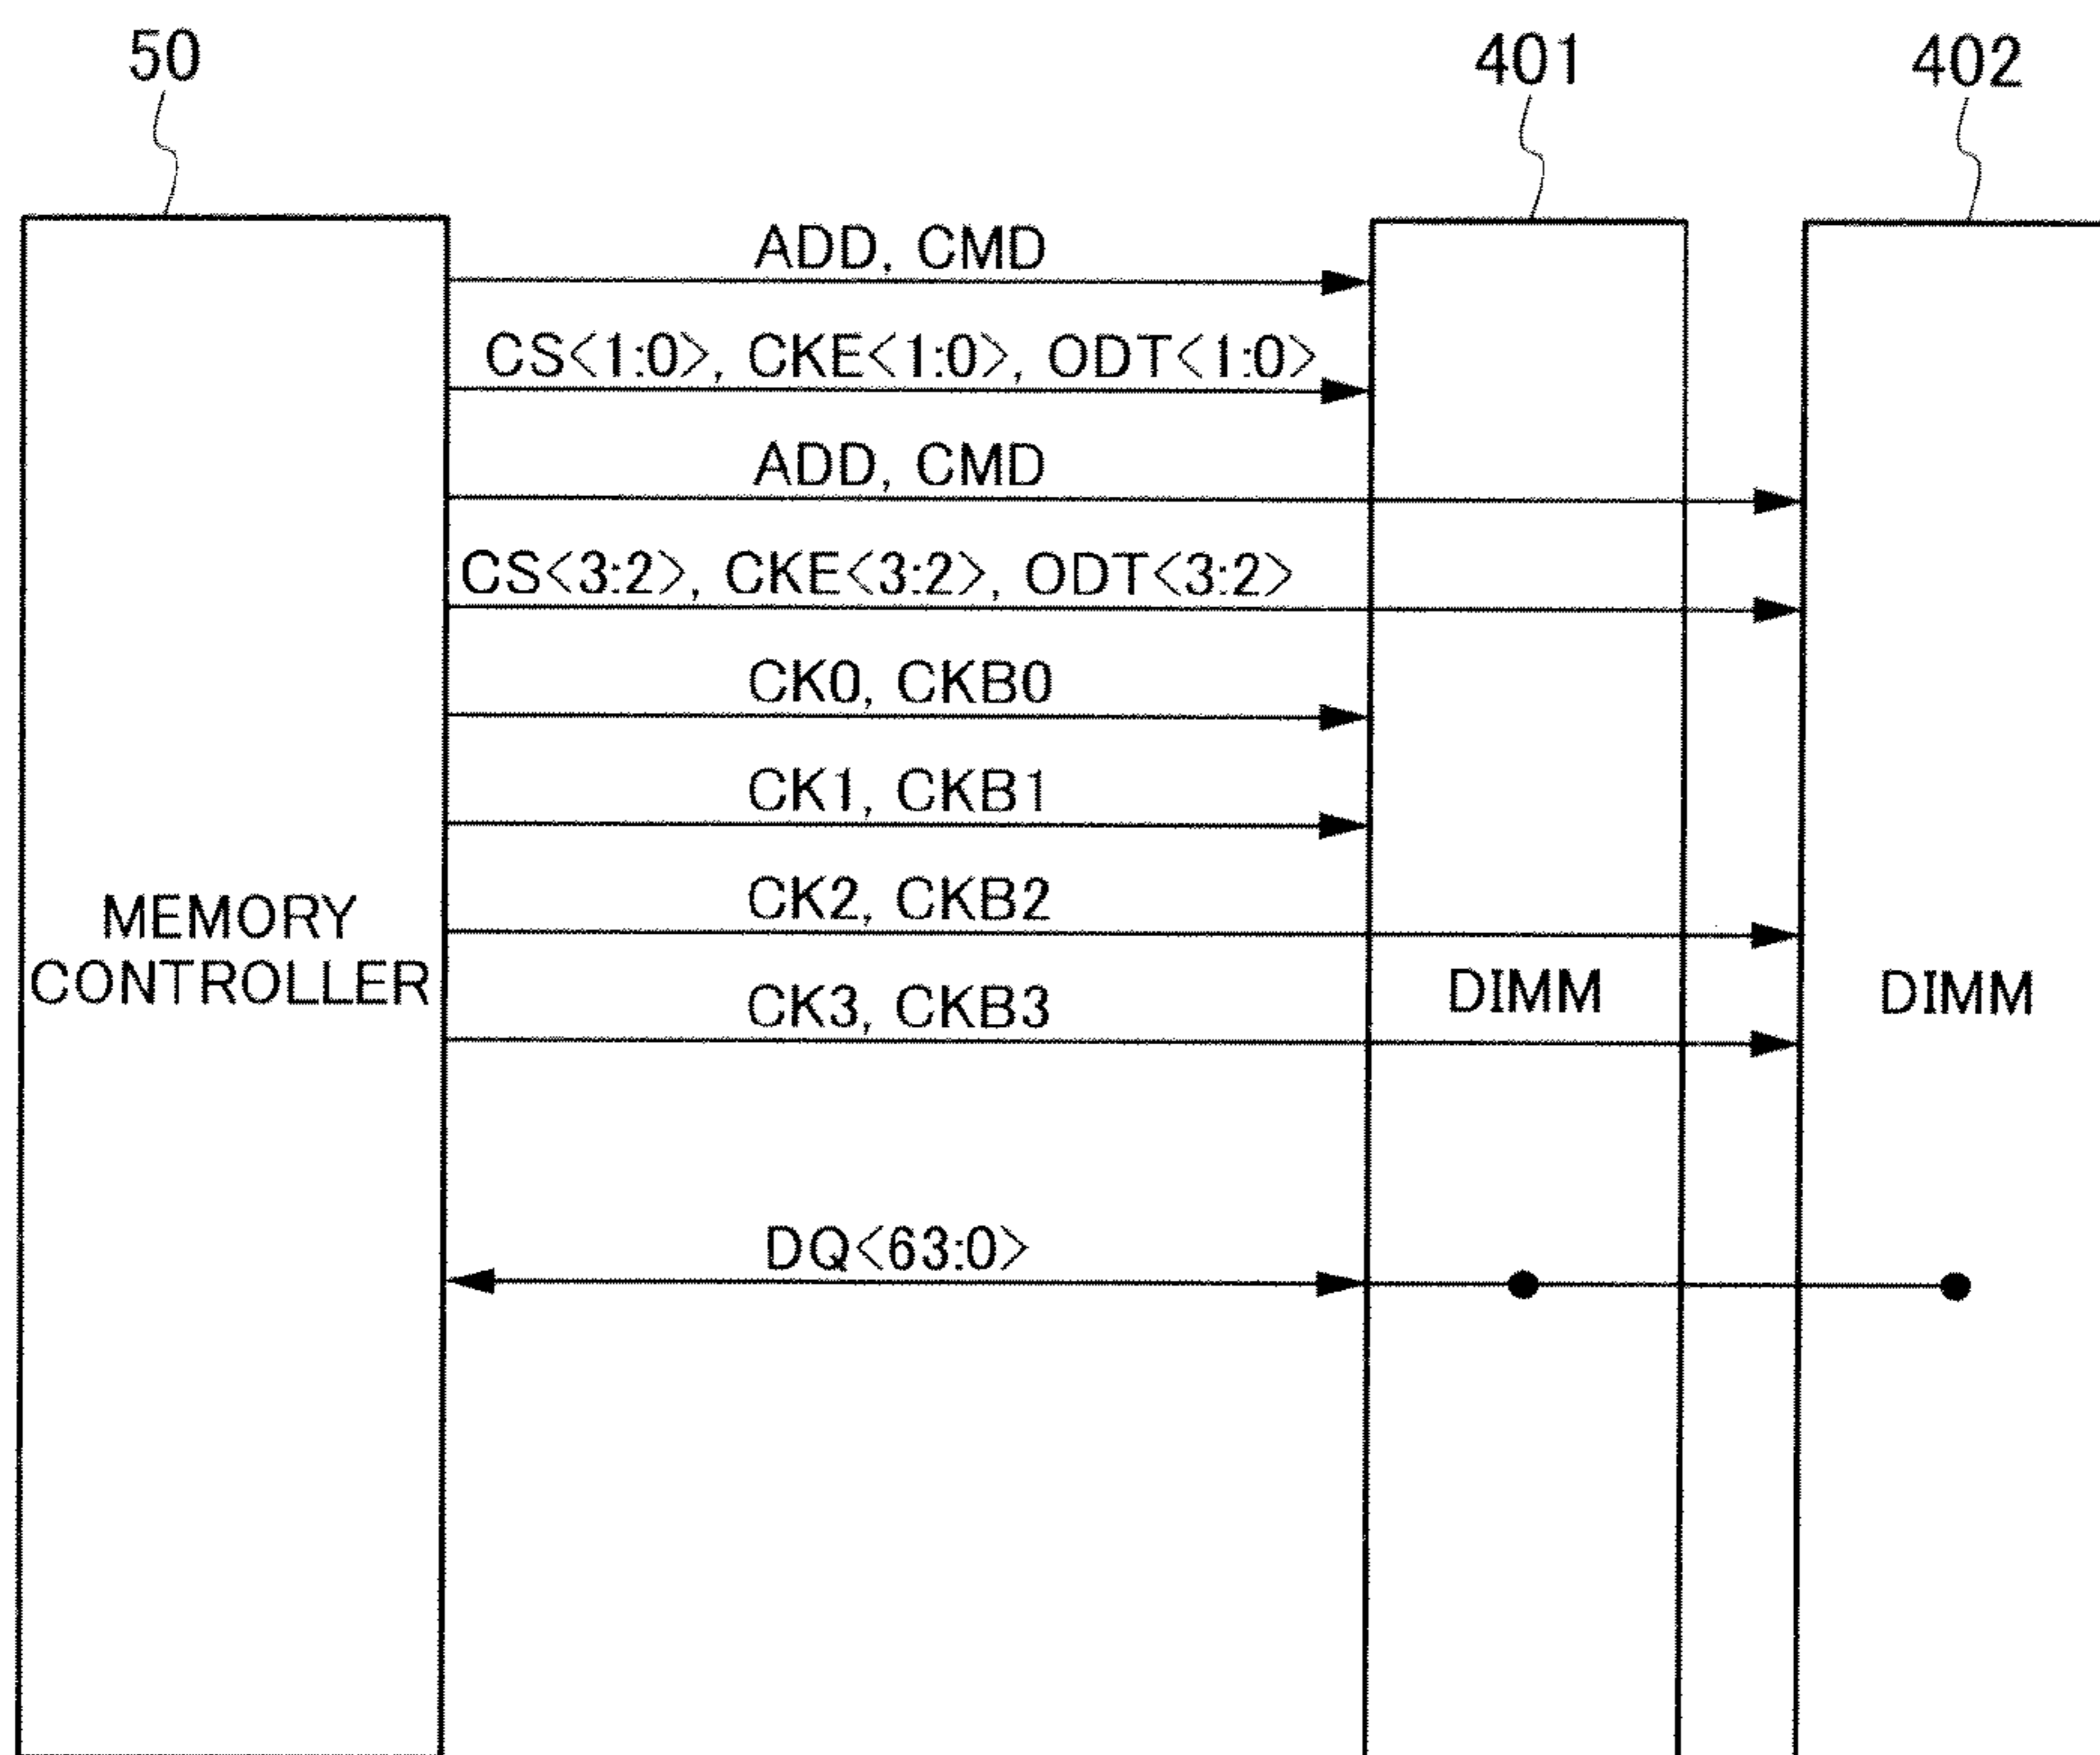 50
401
402
ADD, CMD
CS<1:0>, CKE<1:0>, ODT<1:0>
ADD, CMD
CS<3:2>, CKE<3:2>, ODT<3:2>
CK0, CKB0
CK1, CKB1
CK2, CKB2
CK3, CKB3
MEMORY
CONTROLLER
DIMM
DIMM
DQ<63:0>